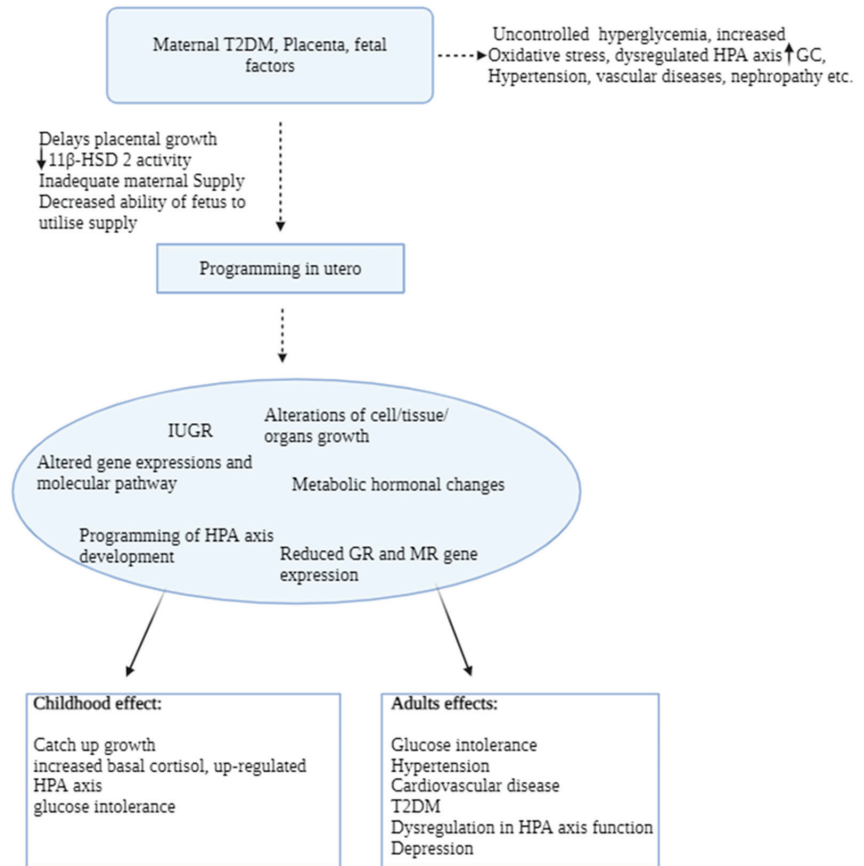 Maternal T2DM, Placenta, fetal
factors
Uncontrolled hyperglycemia, increased
Oxidative stress, dysregulated HPA axis↑GC,
Hypertension, vascular diseases, nephropathy etc.
Delays placental growth
↓11β-HSD 2 activity
Inadequate maternal Supply
Decreased ability of fetus to
utilise supply
Programming in utero
IUGR
Alterations of cell/tissue/
organs growth
Altered gene expressions and
molecular pathway
Metabolic hormonal changes
Programming of HPA axis
development
Reduced GR and MR gene
expression
Childhood effect:
Catch up growth
increased basal cortisol, up-regulated
HPA axis
glucose intolerance
Adults effects:
Glucose intolerance
Hypertension
Cardiovascular disease
T2DM
Dysregulation in HPA axis function
Depression